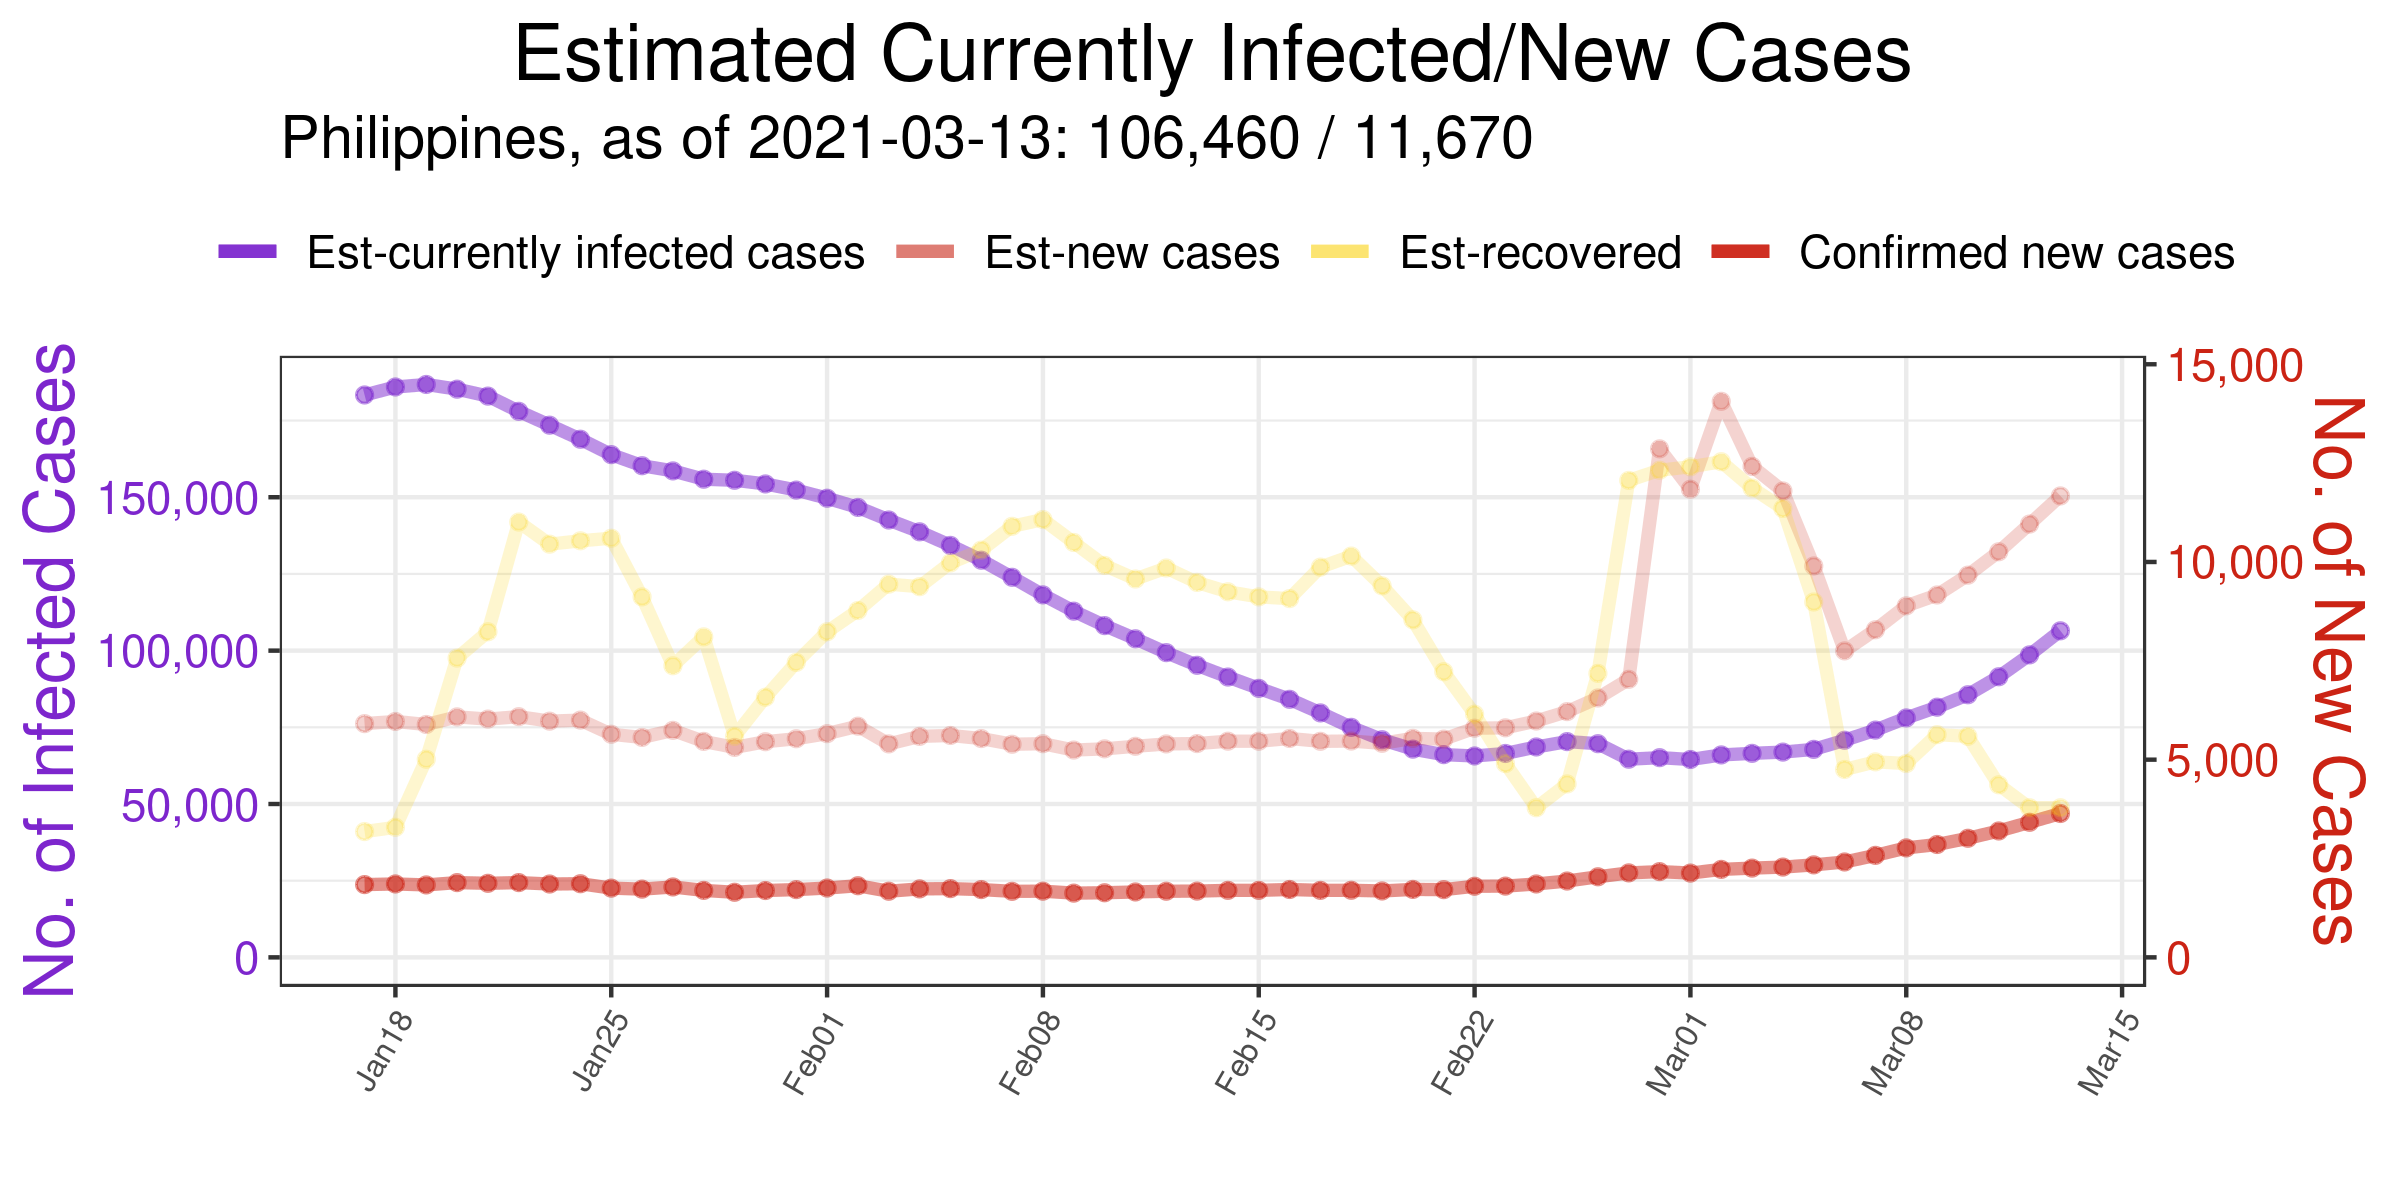 Estimated Currently Infected/New Cases
Philippines, as of 2021-03-13: 106,460 / 11,670
Est-currently infected cases Est-new cases Est-recovered Confirmed new cases
No. of Infected Cases
150,000
100,000
50,000
0
15,000
10,000
5,000
0
No. of New Cases
Jan18 Jan25 Feb01 Feb08 Feb15 Feb22 Mar01 Mar08 Mar15